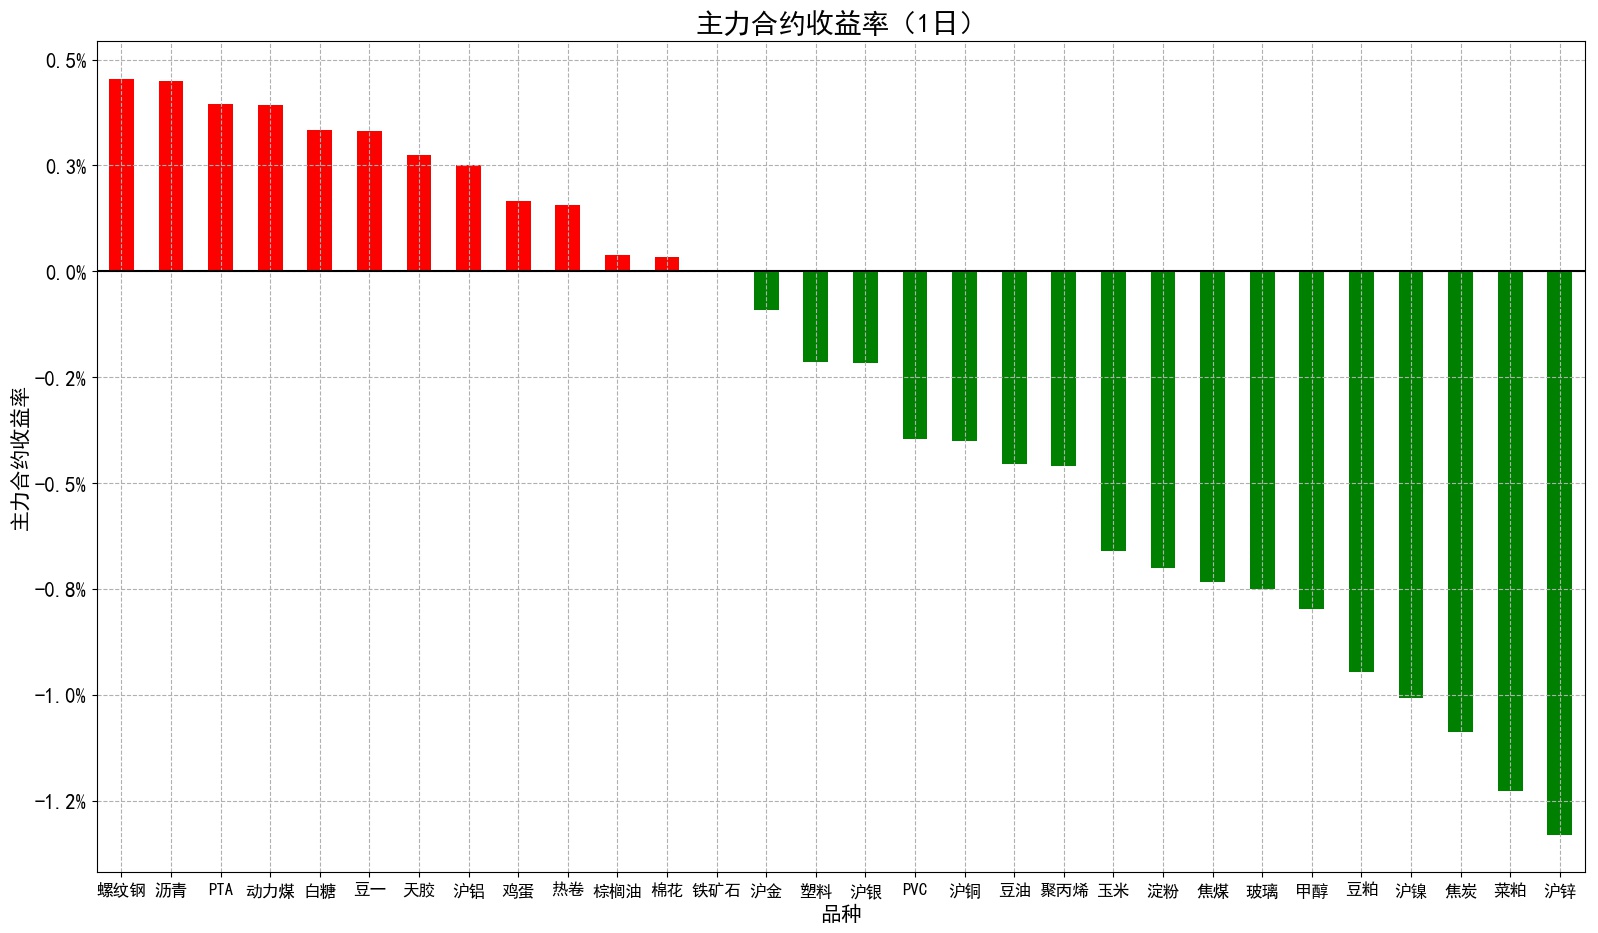 主力合约收益率（1日）
0.5%
0.3%
0.0%
−0.2%
−0.5%
−0.8%
−1.0%
−1.2%
主力合约收益率
螺纹钢 沥青 PTA 动力煤 白糖 豆一 天胶 沪铝 鸡蛋 热卷 棕榈油 棉花 铁矿石 沪金 塑料 沪银 PVC 沪铜 豆油 聚丙烯 玉米 淀粉 焦煤 玻璃 甲醇 豆粕 沪镍 焦炭 菜粕 沪锌
品种